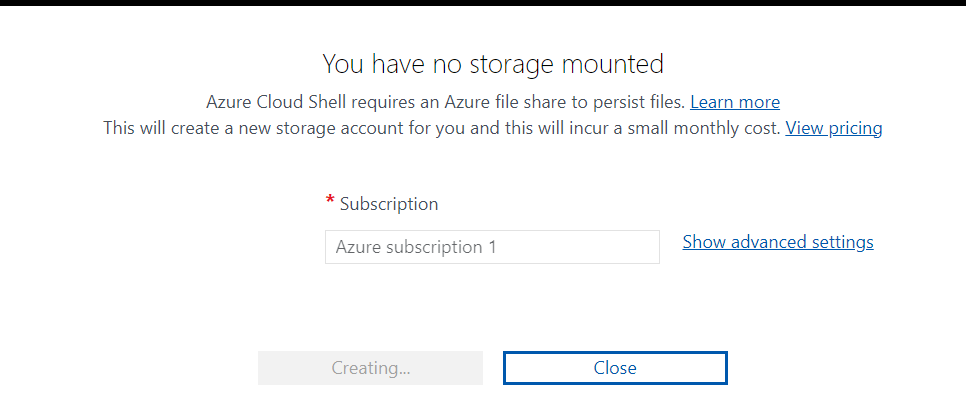 You have no storage mounted
Azure Cloud Shell requires an Azure file share to persist files. Learn more
This will create a new storage account for you and this will incur a small monthly cost. View pricing
* Subscription
Azure subscription 1
Show advanced settings
Creating...
Close